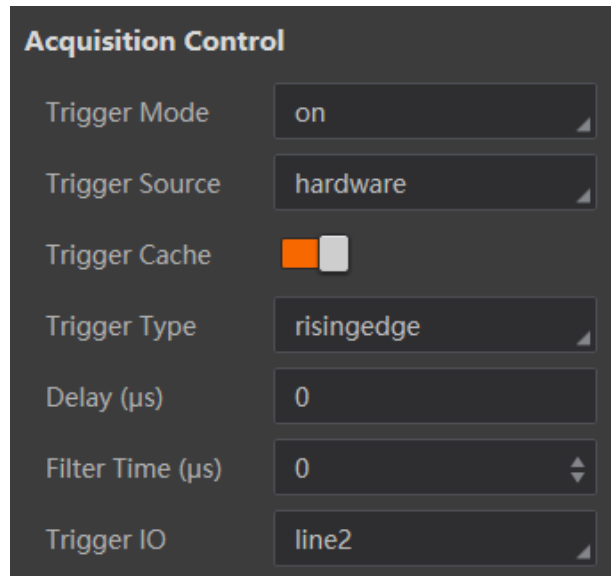 Acquisition Control
Trigger Mode on
Trigger Source hardware
Trigger Cache
Trigger Type risingedge
Delay (μs) 0
Filter Time (μs) 0
Trigger IO line2